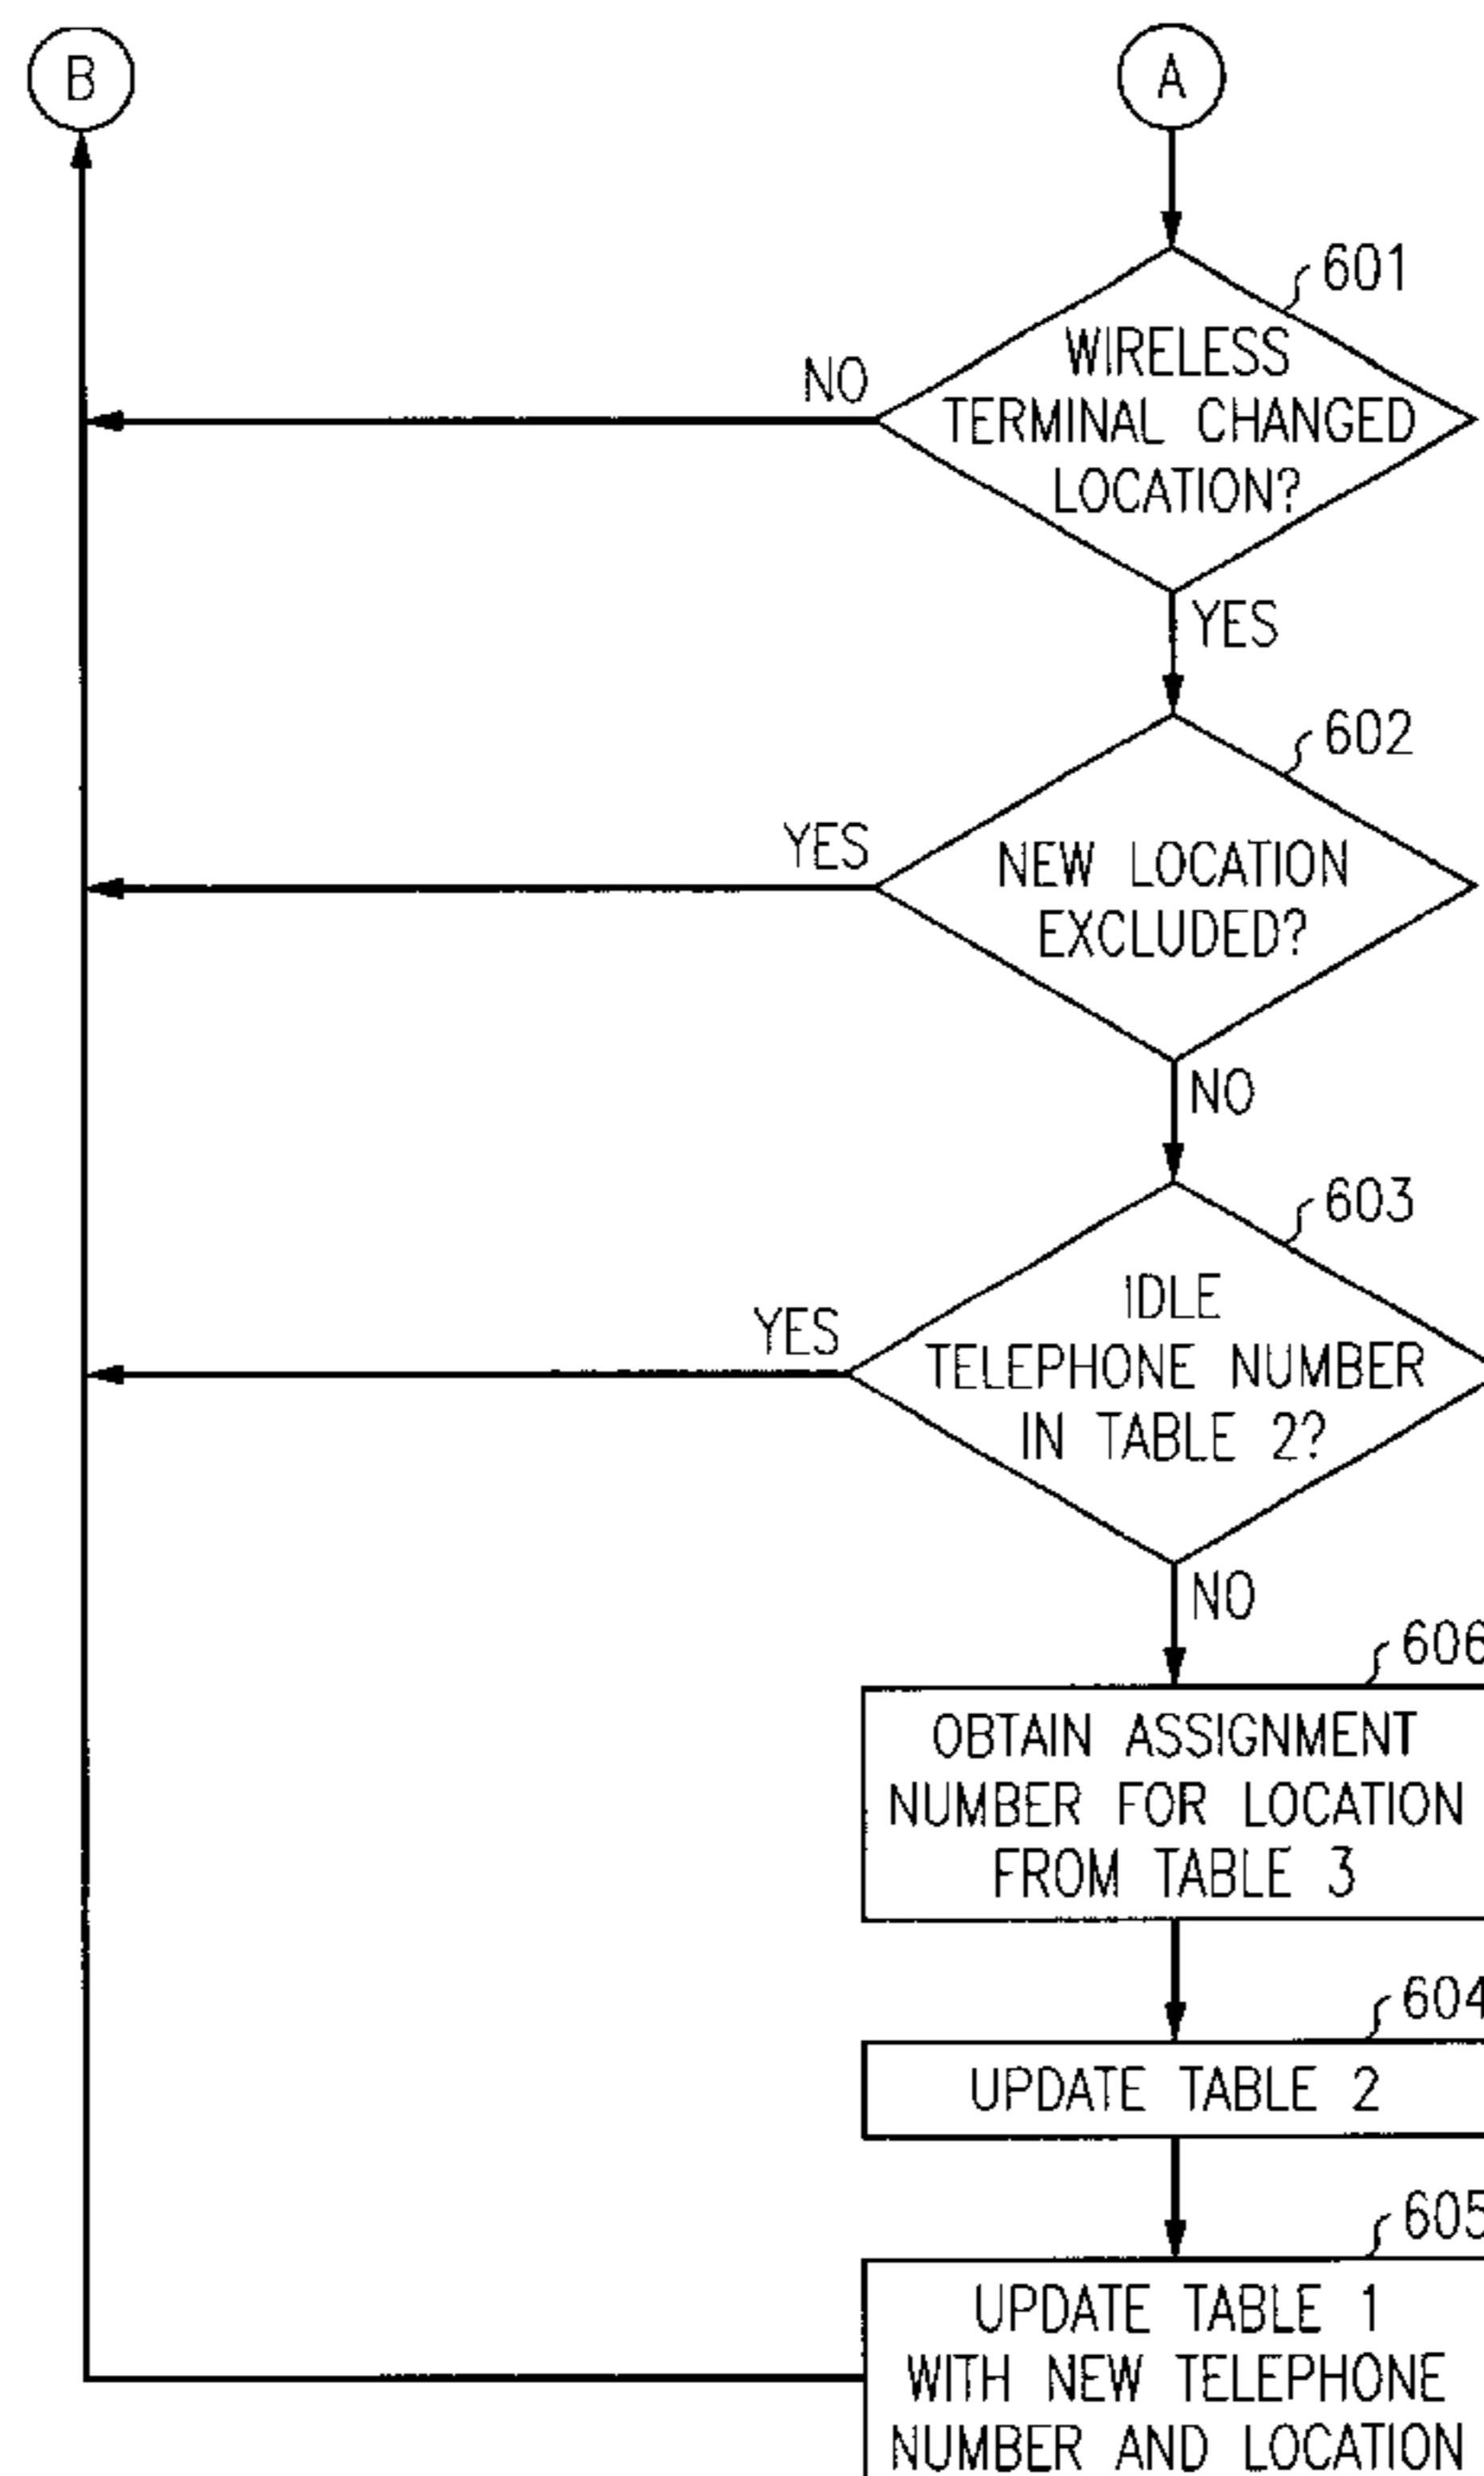 B
A
601
WIRELESS
TERMINAL CHANGED
LOCATION?
NO
YES
602
NEW LOCATION
EXCLUDED?
YES
NO
603
IDLE
TELEPHONE NUMBER
IN TABLE 2?
YES
NO
606
OBTAIN ASSIGNMENT
NUMBER FOR LOCATION
FROM TABLE 3
604
UPDATE TABLE 2
605
UPDATE TABLE 1
WITH NEW TELEPHONE
NUMBER AND LOCATION